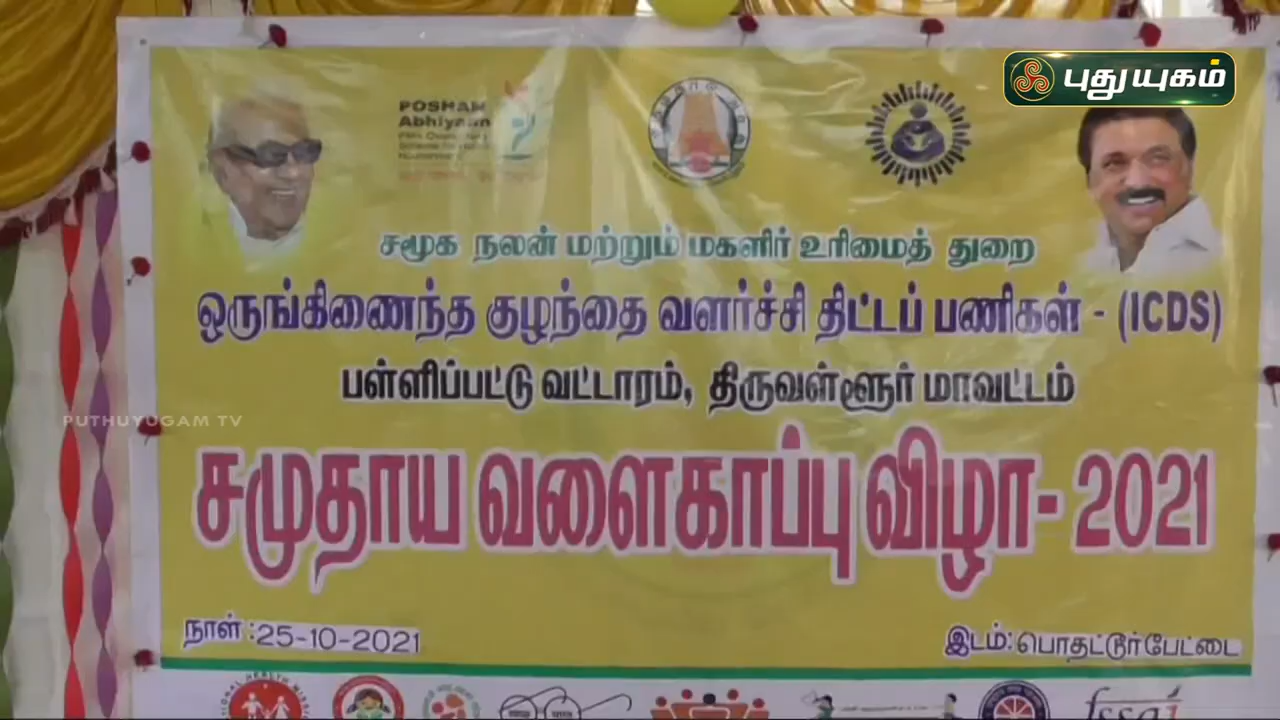 புதுயுகம்
POSHAN
Abhiyaan
சமூக நலன் மற்றும் மகளிர் உரிமைத் துறை
ஒருங்கிணைந்த குழந்தை வளர்ச்சி திட்டப் பணிகள் - (ICDS)
பள்ளிப்பட்டு வட்டாரம், திருவள்ளூர் மாவட்டம்
PUTHUYUGAM TV
சமுதாய வளைகாப்பு விழா- 2021
நாள் : 25-10-2021
இடம்: பொதட்டூர்பேட்டை
fssai